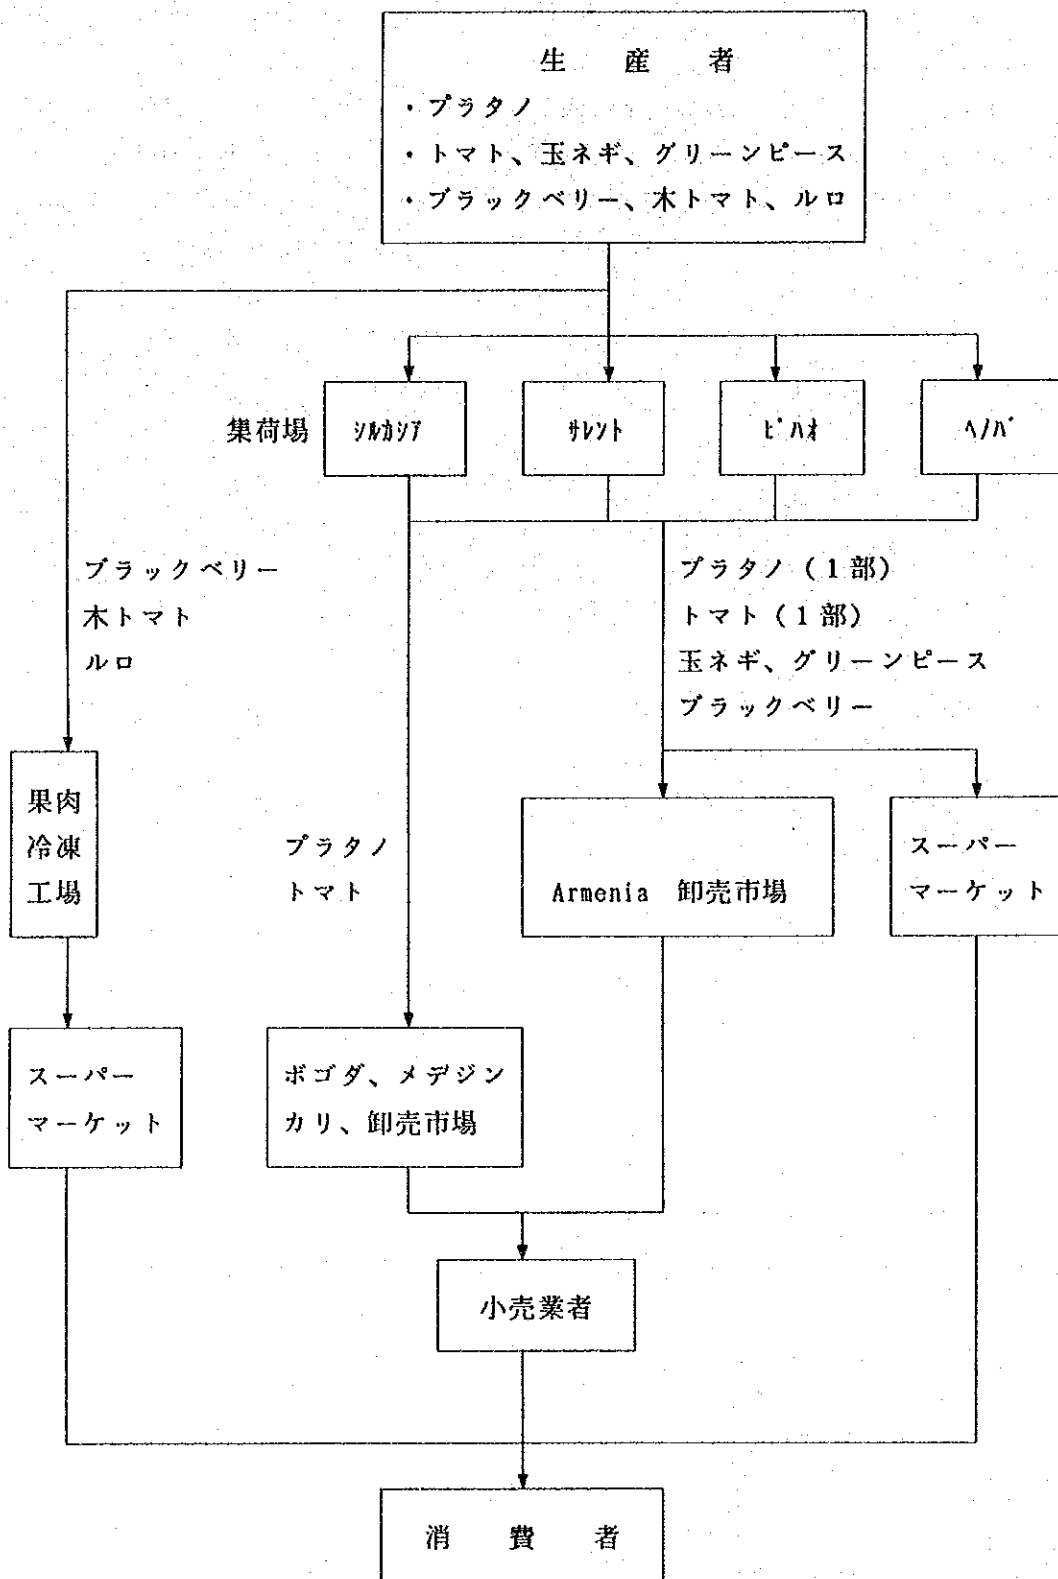 生 産 者
・プラタノ
・トマト、玉ネギ、グリーンピース
・ブラックベリー、木トマト、ルロ
集荷場
ｼﾙｶｼｱ
ｻﾚﾝﾄ
ﾋﾟﾊｵ
ﾍﾉﾊﾞ
ブラックベリー
木トマト
ルロ
プラタノ（1部）
トマト（1部）
玉ネギ、グリーンピース
ブラックベリー
果肉
冷凍
工場
プラタノ
トマト
Armenia 卸売市場
スーパー
マーケット
スーパー
マーケット
ボゴダ、メデジン
カリ、卸売市場
小売業者
消 費 者